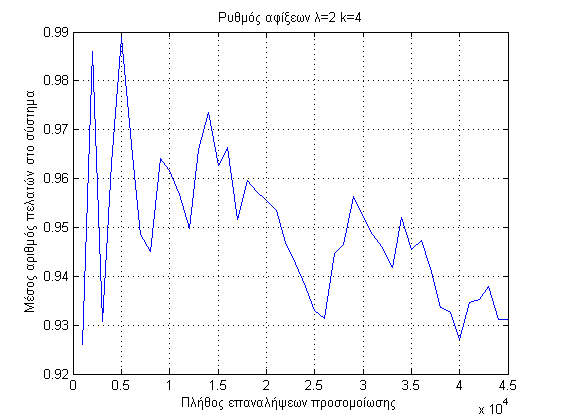 Ρυθμός αφίξεων λ=2 k=4
Μέσος αριθμός πελατών στο σύστημα
0.99
0.98
0.97
0.96
0.95
0.94
0.93
0.92
0 0.5 1 1.5 2 2.5 3 3.5 4 4.5
x 10^4
Πλήθος επαναλήψεων προσομοίωσης